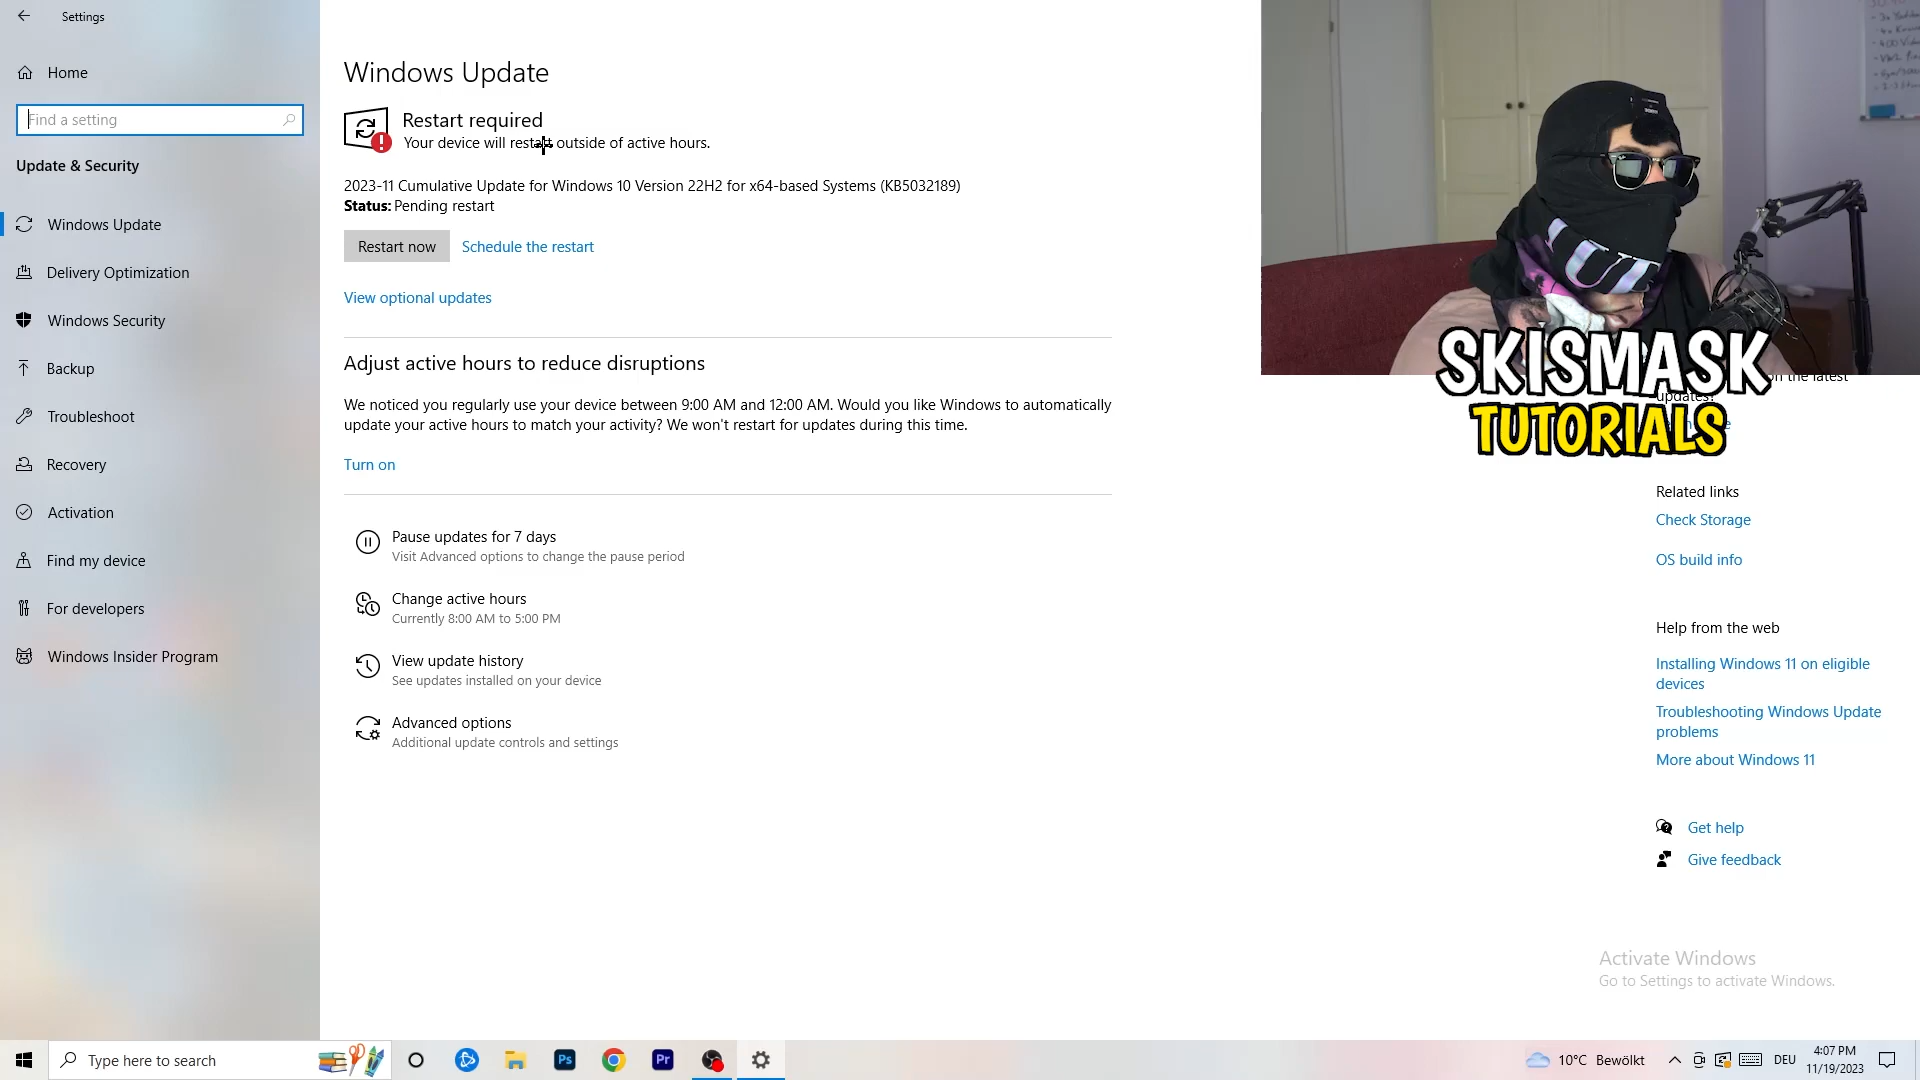 Settings
Home
Find a setting
Update & Security
Windows Update
Delivery Optimization
Windows Security
Backup
Troubleshoot
Recovery
Activation
Find my device
For developers
Windows Insider Program
Windows Update
Restart required
Your device will restart outside of active hours.
2023-11 Cumulative Update for Windows 10 Version 22H2 for x64-based Systems (KB5032189)
Status: Pending restart
Restart now
Schedule the restart
View optional updates
Adjust active hours to reduce disruptions
We noticed you regularly use your device between 9:00 AM and 12:00 AM. Would you like Windows to automatically
update your active hours to match your activity? We won't restart for updates during this time.
Turn on
Pause updates for 7 days
Visit Advanced options to change the pause period
Change active hours
Currently 8:00 AM to 5:00 PM
View update history
See updates installed on your device
Advanced options
Additional update controls and settings
SKISMASK
TUTORIALS
on the latest
updates?
Related links
Check Storage
OS build info
Help from the web
Installing Windows 11 on eligible
devices
Troubleshooting Windows Update
problems
More about Windows 11
Get help
Give feedback
Activate Windows
Go to Settings to activate Windows.
Type here to search
Ps
Pr
10°C Bewölkt
DEU
4:07 PM
11/19/2023